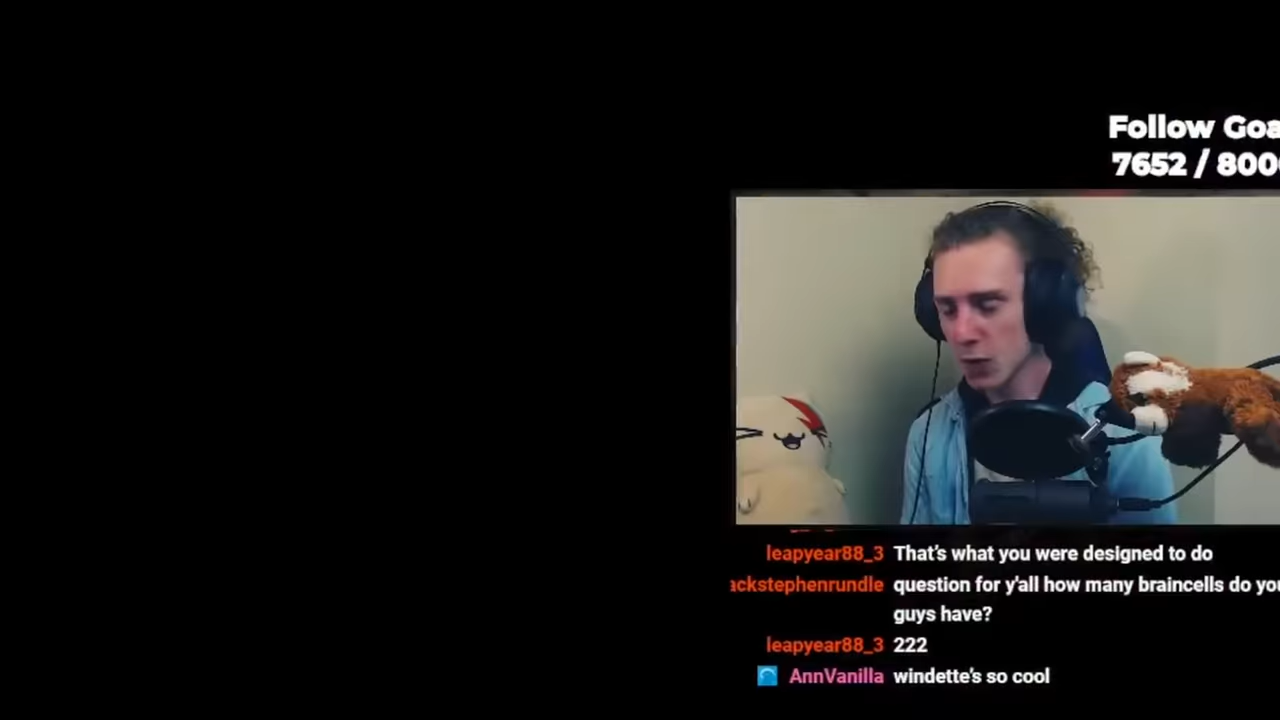 Follow Goa
7652 / 800
leapyear88_3 That's what you were designed to do
ackstephenrundle question for y'all how many braincells do you
guys have?
leapyear88_3 222
AnnVanilla windette's so cool